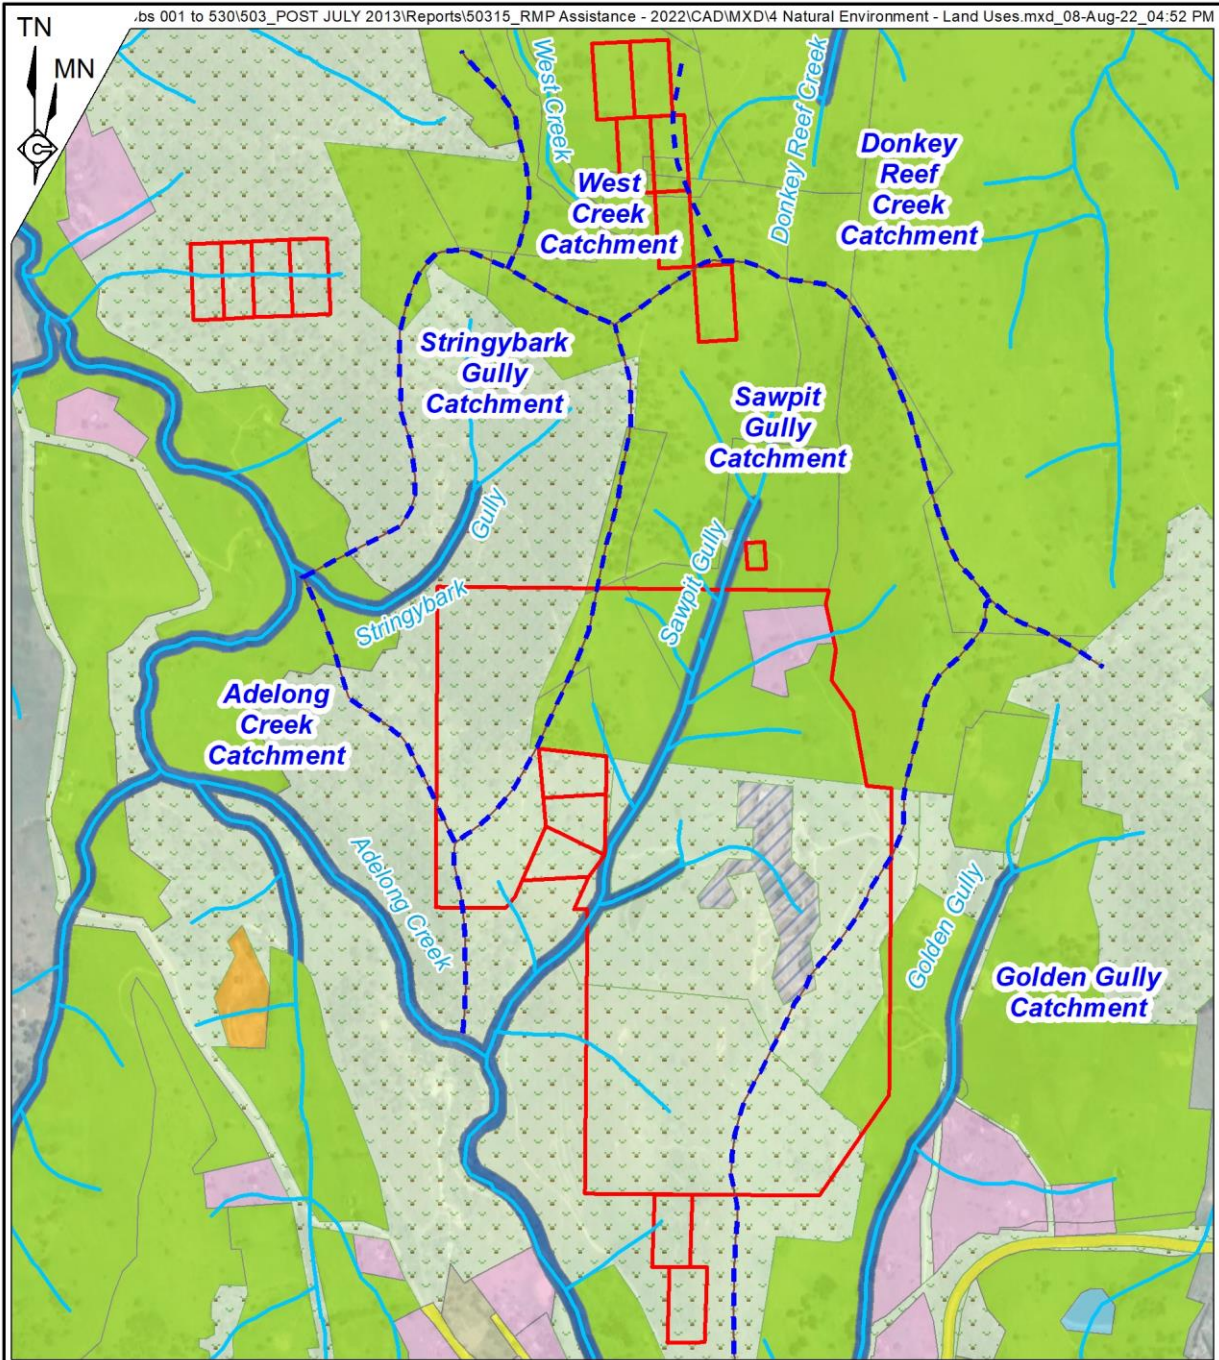 bs 001 to 530\503_POST JULY 2013\Reports\50315_RMP Assistance - 2022\CAD\MXD\4 Natural Environment - Land Uses.mxd_08-Aug-22_04:52 PM
TN
MN
West Creek
Donkey Reef Creek
Donkey
Reef
Creek
Catchment
West
Creek
Catchment
Stringybark
Gully
Catchment
Sawpit
Gully
Catchment
Gully
Stringybark
Sawpit Gully
Adelong
Creek
Catchment
Adelong Creek
Golden Gully
Golden Gully
Catchment